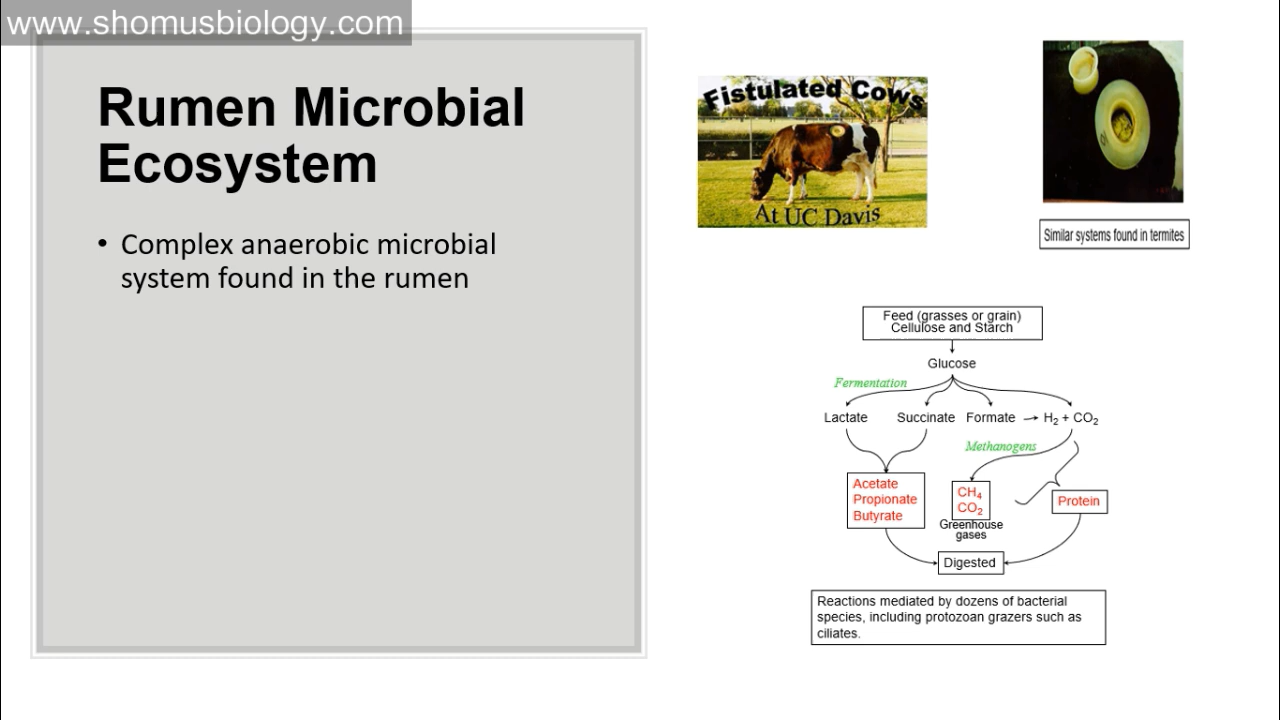 www.shomusbiology.com
Rumen Microbial
Ecosystem
• Complex anaerobic microbial
system found in the rumen
Fistulated Cows
At UC Davis
Similar systems found in termites
Feed (grasses or grain)
Cellulose and Starch
Glucose
Fermentation
Lactate Succinate Formate → H₂ + CO₂
Methanogens
Acetate
Propionate
Butyrate
CH₄
CO₂
Greenhouse
gases
Protein
Digested
Reactions mediated by dozens of bacterial
species, including protozoan grazers such as
ciliates.